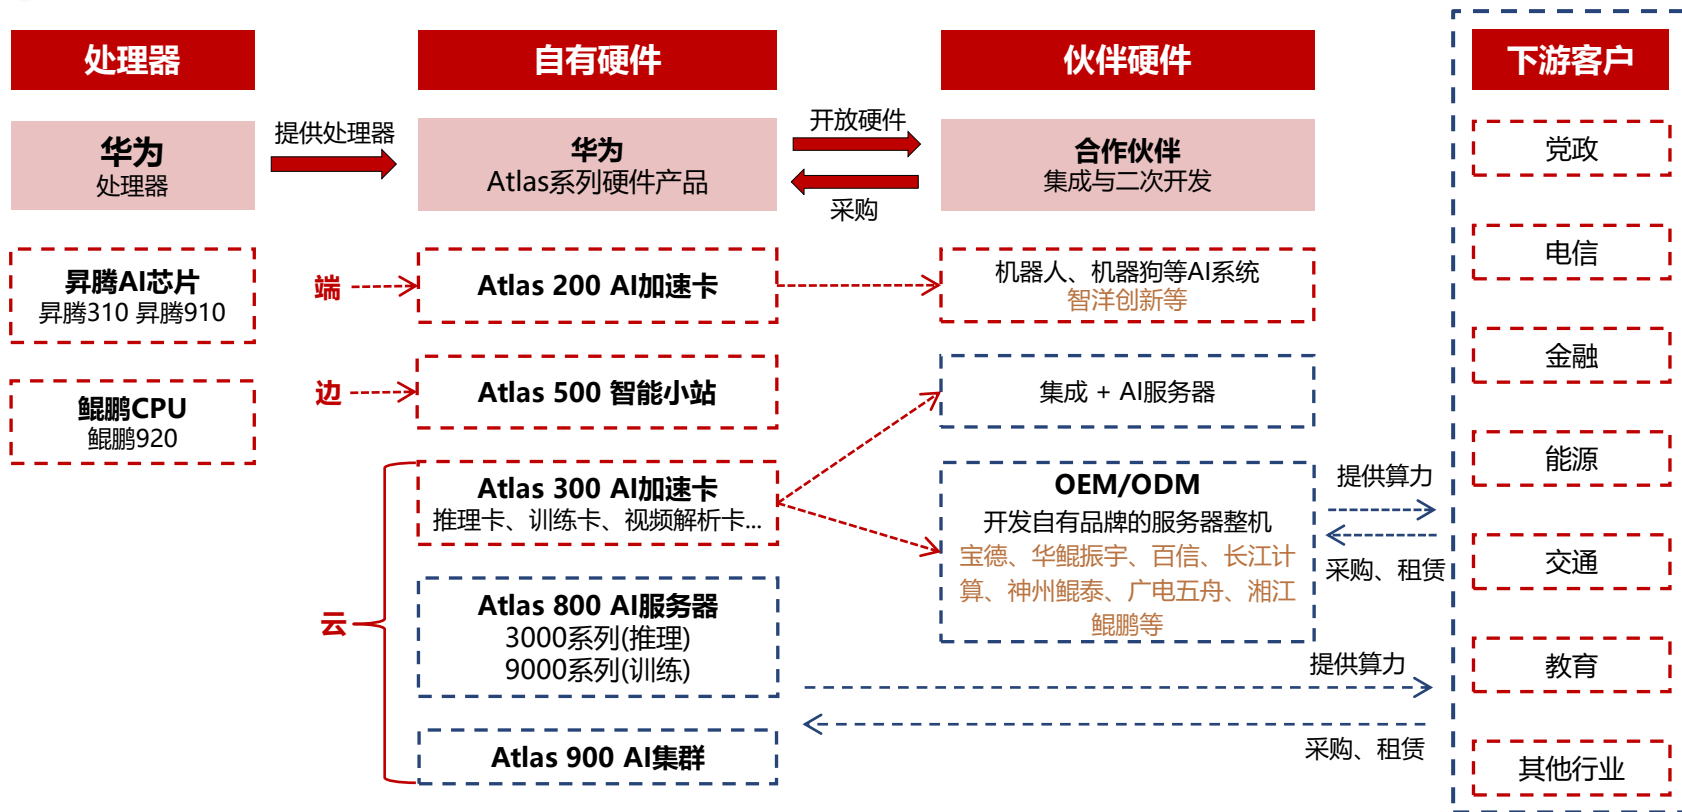 处理器
华为
处理器
昇腾AI芯片
昇腾310 昇腾910
鲲鹏CPU
鲲鹏920
提供处理器
自有硬件
华为
Atlas系列硬件产品
端
Atlas 200 AI加速卡
边
Atlas 500 智能小站
云
Atlas 300 AI加速卡
推理卡、训练卡、视频解析卡...
Atlas 800 AI服务器
3000系列(推理)
9000系列(训练)
Atlas 900 AI集群
开放硬件
采购
伙伴硬件
合作伙伴
集成与二次开发
机器人、机器狗等AI系统
智洋创新等
集成 + AI服务器
OEM/ODM
开发自有品牌的服务器整机
宝德、华鲲振宇、百信、长江计
算、神州鲲泰、广电五舟、湘江
鲲鹏等
提供算力
采购、租赁
提供算力
采购、租赁
下游客户
党政
电信
金融
能源
交通
教育
其他行业